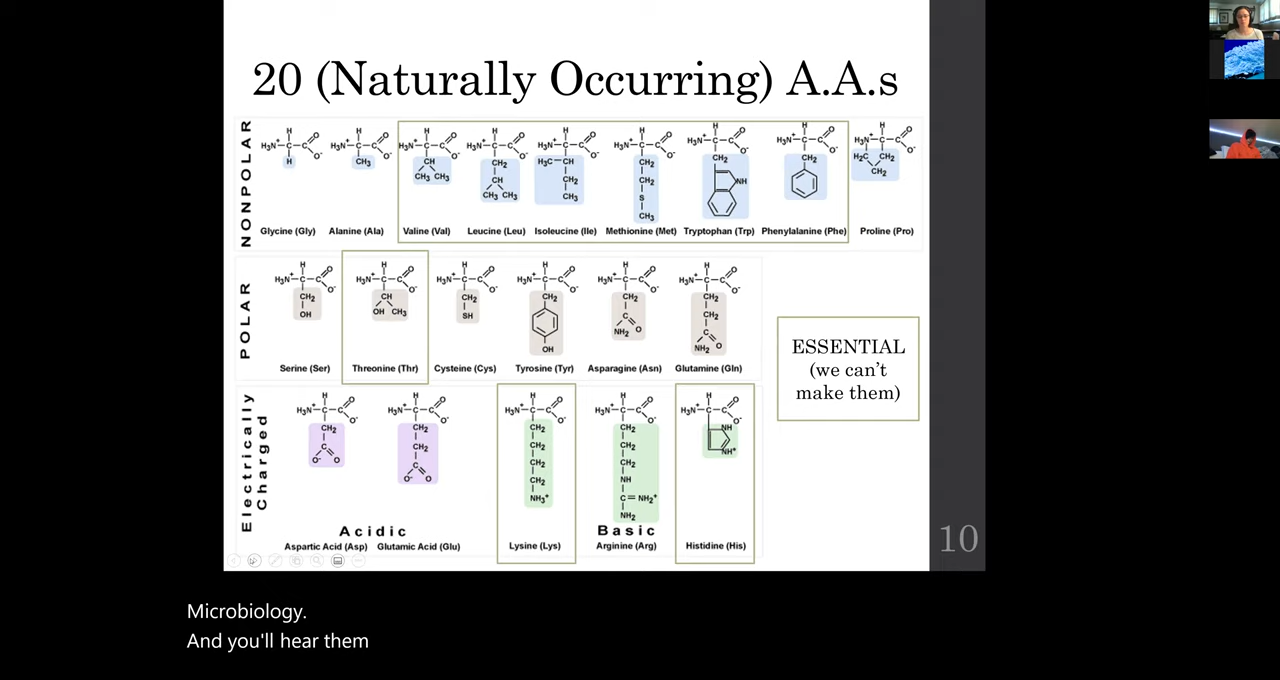 20 (Naturally Occurring) A.A.s
NONPOLAR
Glycine (Gly) Alanine (Ala) Valine (Val) Leucine (Leu) Isoleucine (Ile) Methionine (Met) Tryptophan (Trp) Phenylalanine (Phe) Proline (Pro)
POLAR
Serine (Ser) Threonine (Thr) Cysteine (Cys) Tyrosine (Tyr) Asparagine (Asn) Glutamine (Gln)
ESSENTIAL
(we can't
make them)
Electrically
Charged
Acidic Basic
Aspartic Acid (Asp) Glutamic Acid (Glu) Lysine (Lys) Arginine (Arg) Histidine (His)
10
Microbiology.
And you'll hear them